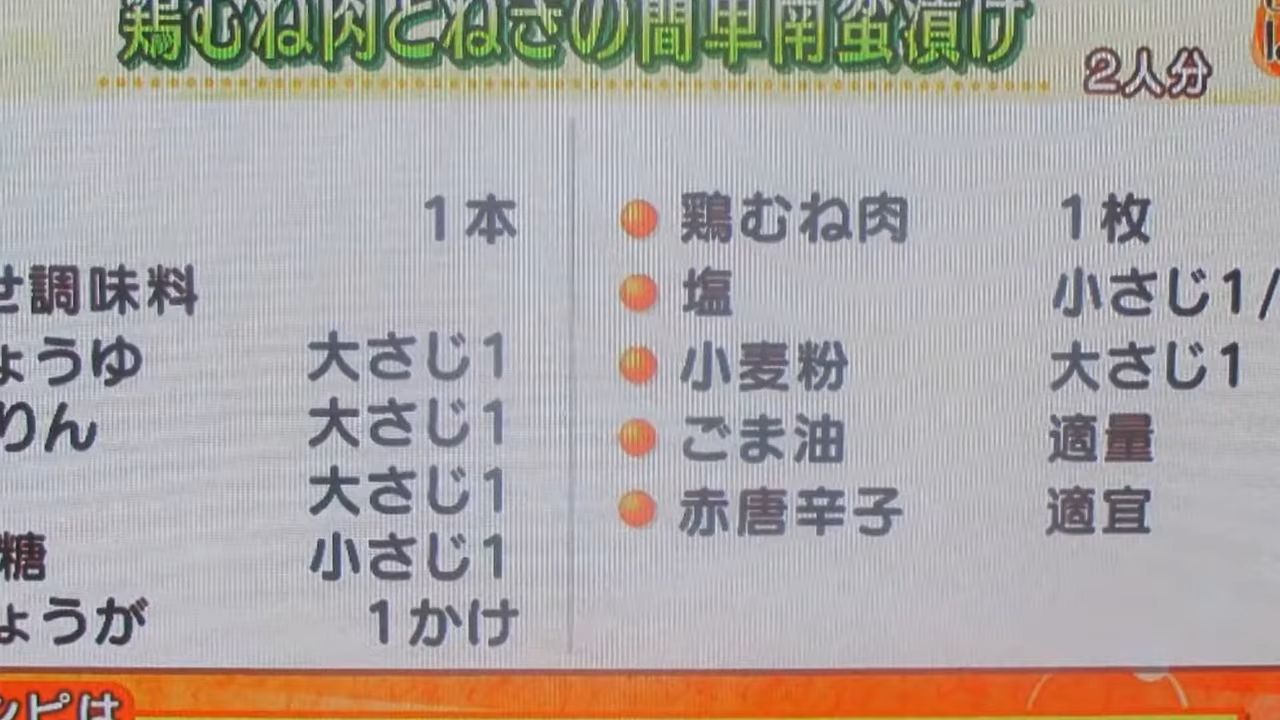 鶏むね肉とねぎの簡単南蛮漬け
2人分
1本
せ調味料
ょうゆ 大さじ1
りん 大さじ1
大さじ1
糖 小さじ1
ょうが 1かけ
鶏むね肉 1枚
塩 小さじ1/
小麦粉 大さじ1
ごま油 適量
赤唐辛子 適宜
シピは